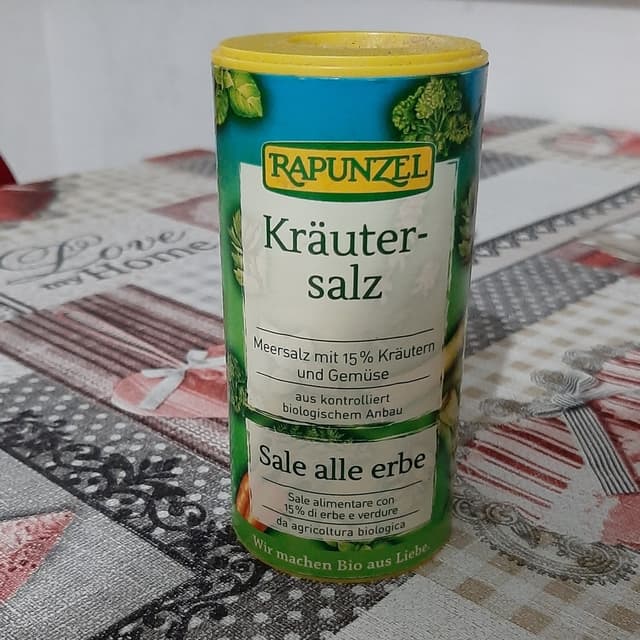 RAPUNZEL
Kräuter-
salz
Meersalz mit 15% Kräutern
und Gemüse
aus kontrolliert
biologischem Anbau
Sale alle erbe
Sale alimentare con
15% di erbe e verdure
da agricoltura biologica
Wir machen Bio aus Liebe.
Love
my Home